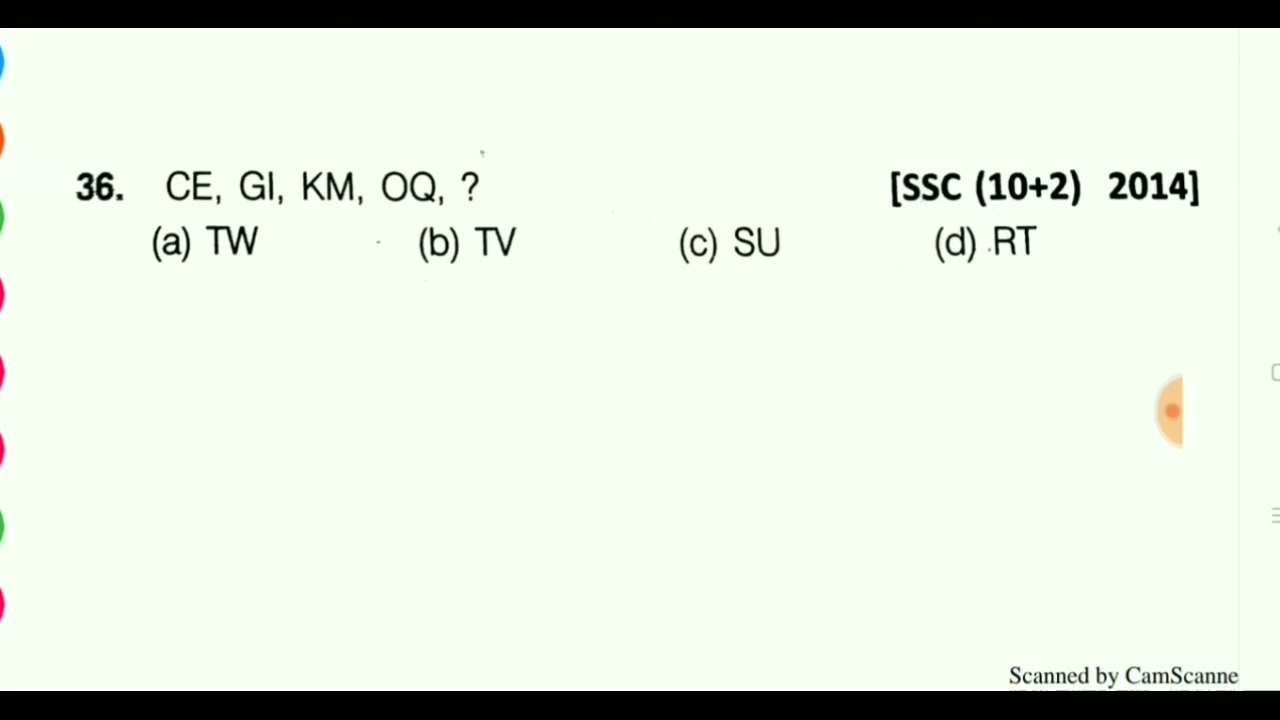 36. CE, GI, KM, OQ, ? [SSC (10+2) 2014]
(a) TW (b) TV (c) SU (d) RT
Scanned by CamScanne